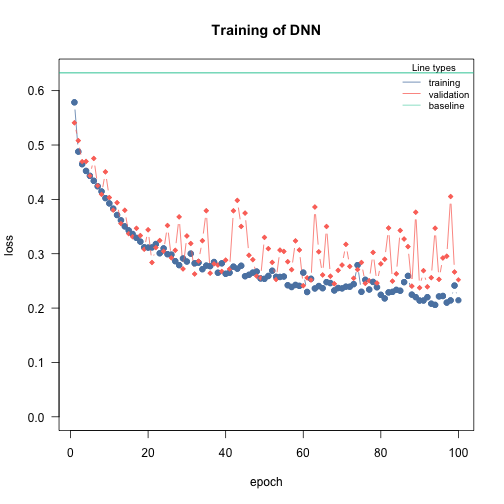 Training of DNN
Line types
training
validation
baseline
loss
0.6
0.5
0.4
0.3
0.2
0.1
0.0
0 20 40 60 80 100
epoch